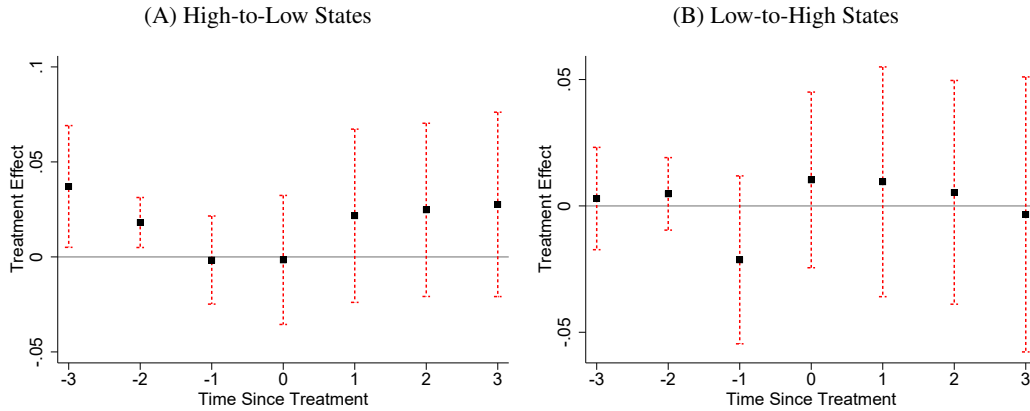 (A) High-to-Low States
.1
.05
0
-.05
Treatment Effect
-3 -2 -1 0 1 2 3
Time Since Treatment
(B) Low-to-High States
.05
0
-.05
Treatment Effect
-3 -2 -1 0 1 2 3
Time Since Treatment